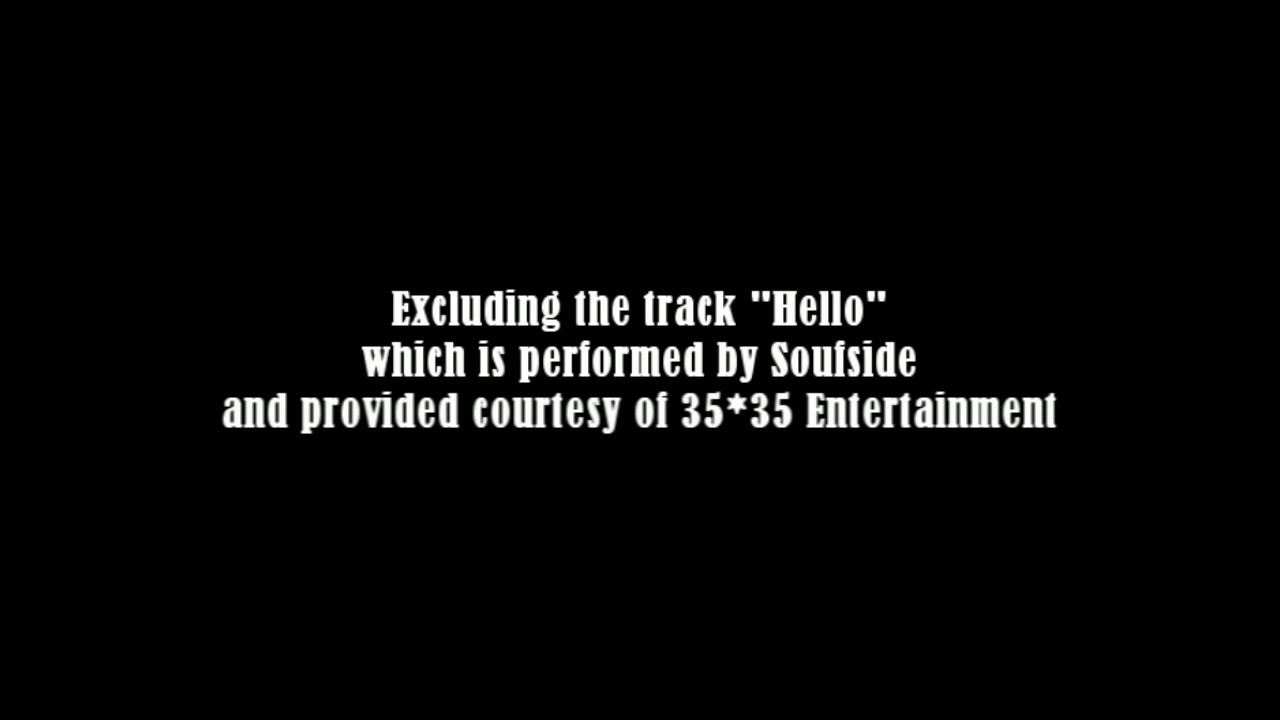 Excluding the track "Hello"
which is performed by Soufside
and provided courtesy of 35*35 Entertainment